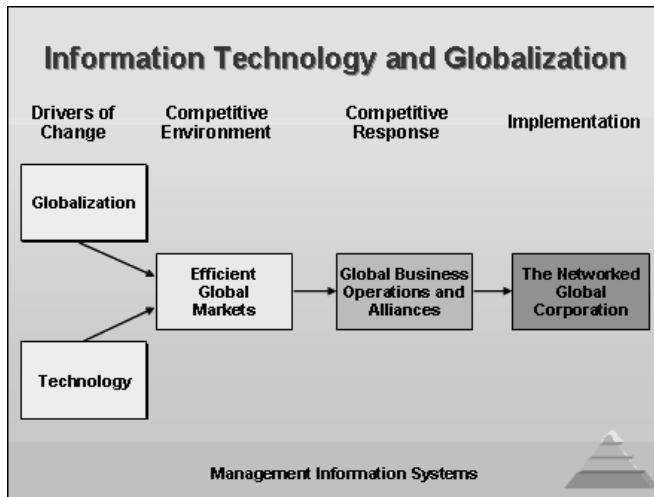 Information Technology and Globalization
Drivers of
Change
Competitive
Environment
Competitive
Response
Implementation
Globalization
Efficient
Global
Markets
Global Business
Operations and
Alliances
The Networked
Global
Corporation
Technology
Management Information Systems